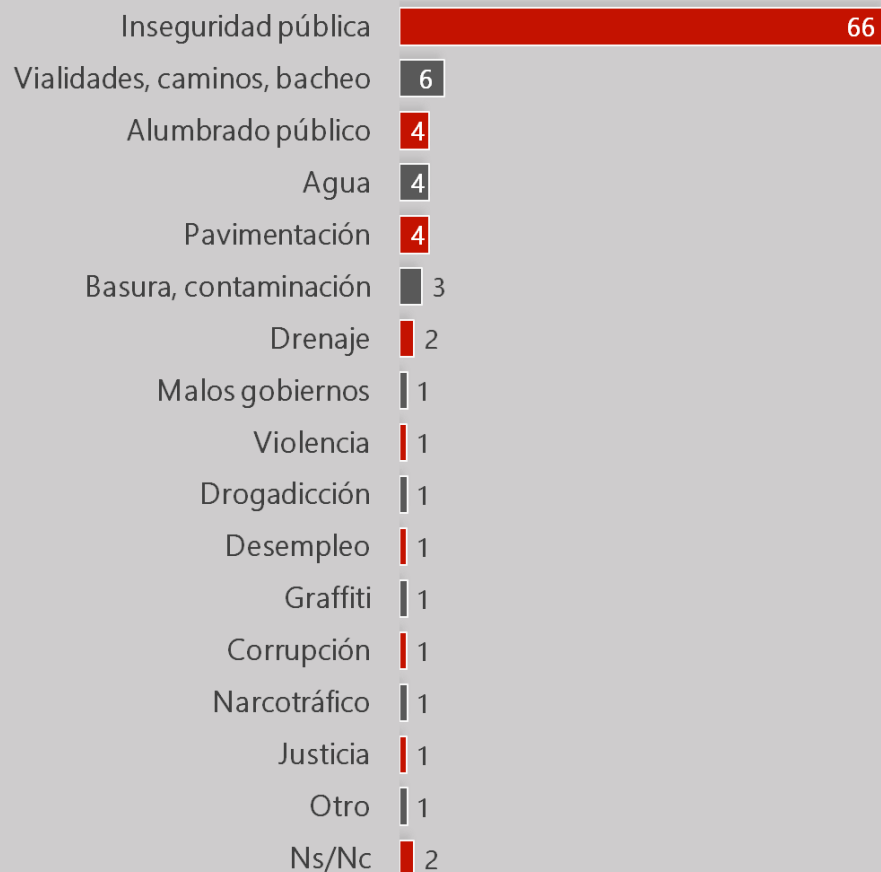 Inseguridad pública 66
Vialidades, caminos, bacheo 6
Alumbrado público 4
Agua 4
Pavimentación 4
Basura, contaminación 3
Drenaje 2
Malos gobiernos 1
Violencia 1
Drogadicción 1
Desempleo 1
Graffiti 1
Corrupción 1
Narcotráfico 1
Justicia 1
Otro 1
Ns/Nc 2